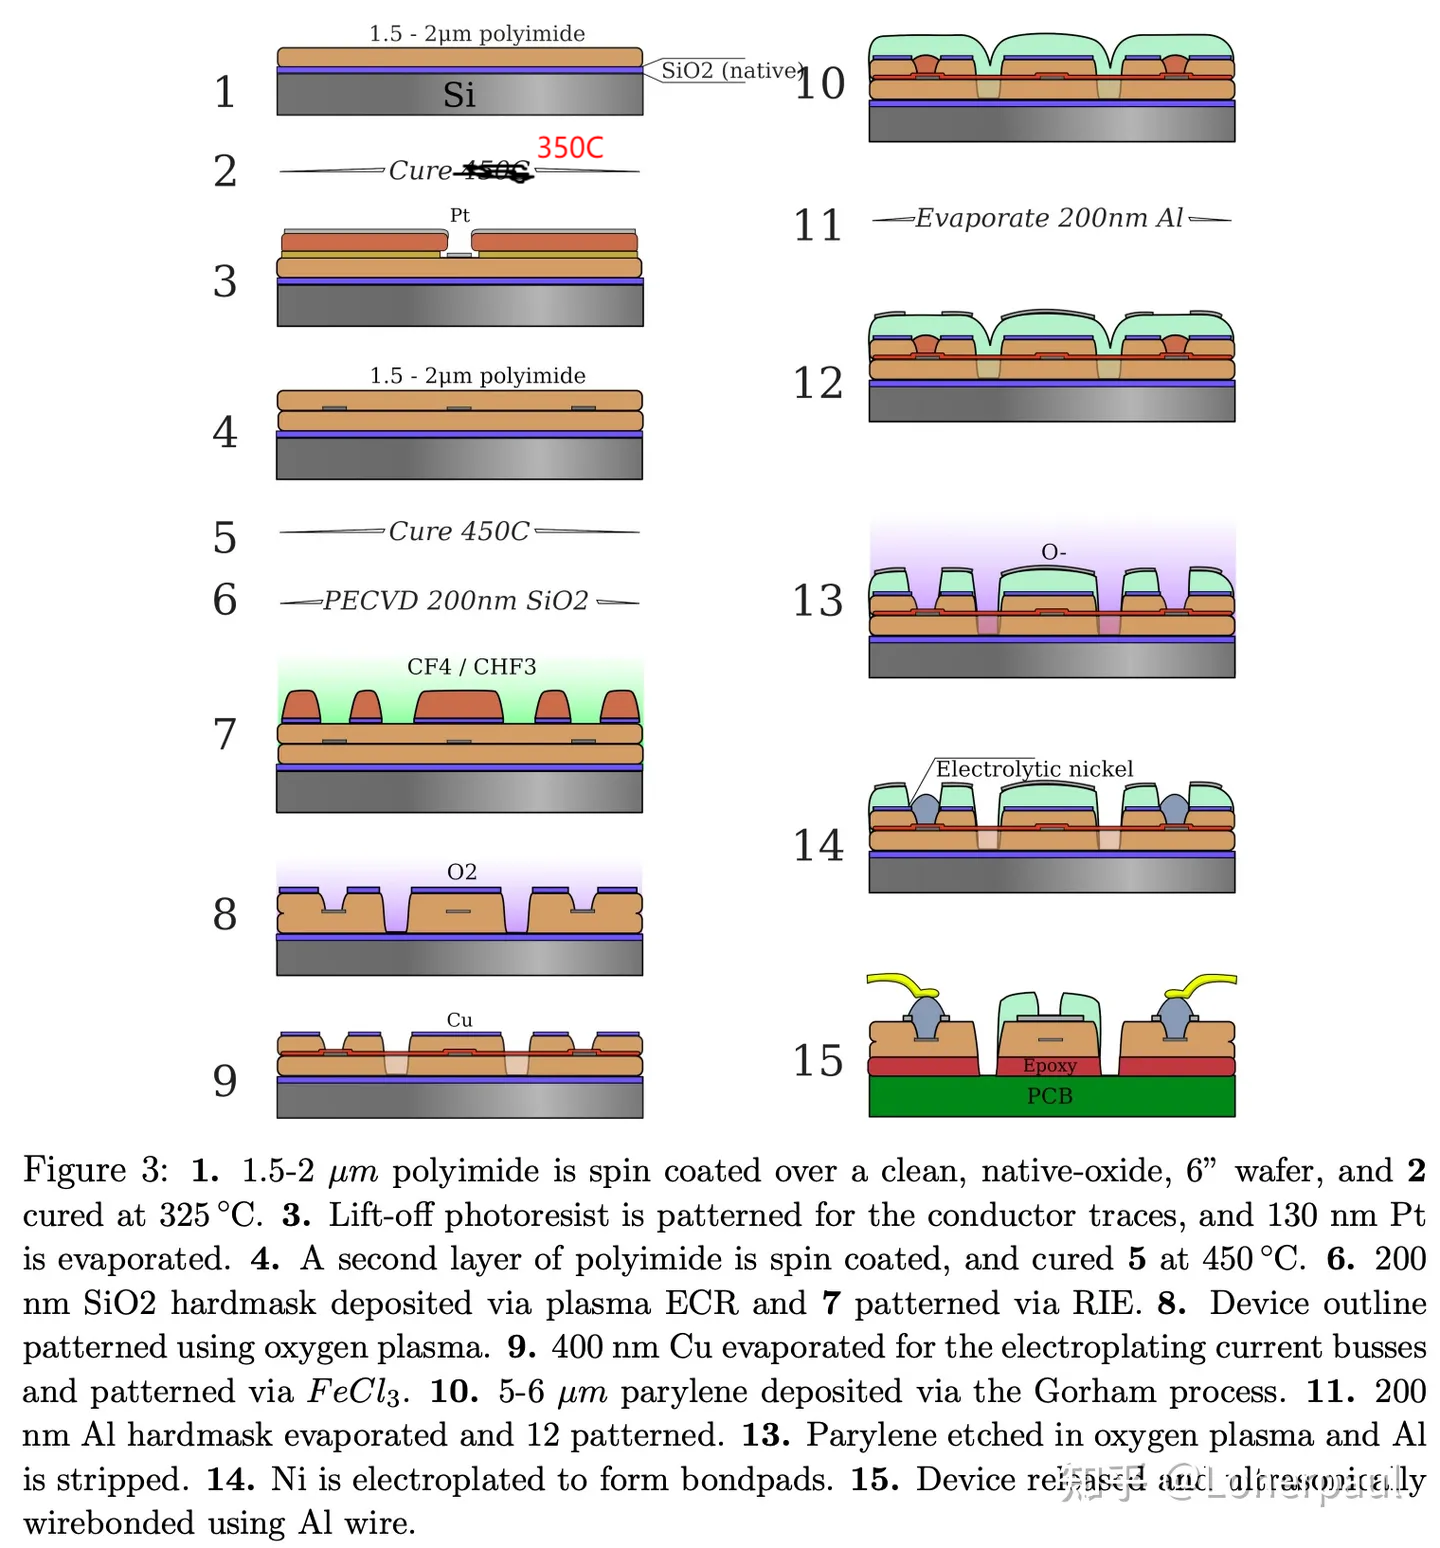 1.5 - 2μm polyimide
SiO2 (native)
1
Si
2
Cure 450C
350C
Pt
3
1.5 - 2μm polyimide
4
5
Cure 450C
6
PECVD 200nm SiO2
CF4 / CHF3
7
O2
8
Cu
9
10
11
Evaporate 200nm Al
12
O-
13
Electrolytic nickel
14
15
Epoxy
PCB
Figure 3: 1. 1.5-2 μm polyimide is spin coated over a clean, native-oxide, 6” wafer, and 2
cured at 325 °C. 3. Lift-off photoresist is patterned for the conductor traces, and 130 nm Pt
is evaporated. 4. A second layer of polyimide is spin coated, and cured 5 at 450 °C. 6. 200
nm SiO2 hardmask deposited via plasma ECR and 7 patterned via RIE. 8. Device outline
patterned using oxygen plasma. 9. 400 nm Cu evaporated for the electroplating current busses
and patterned via FeCl3. 10. 5-6 μm parylene deposited via the Gorham process. 11. 200
nm Al hardmask evaporated and 12 patterned. 13. Parylene etched in oxygen plasma and Al
is stripped. 14. Ni is electroplated to form bondpads. 15. Device released and ultrasonically
wirebonded using Al wire.
知乎 @Lonerpaul